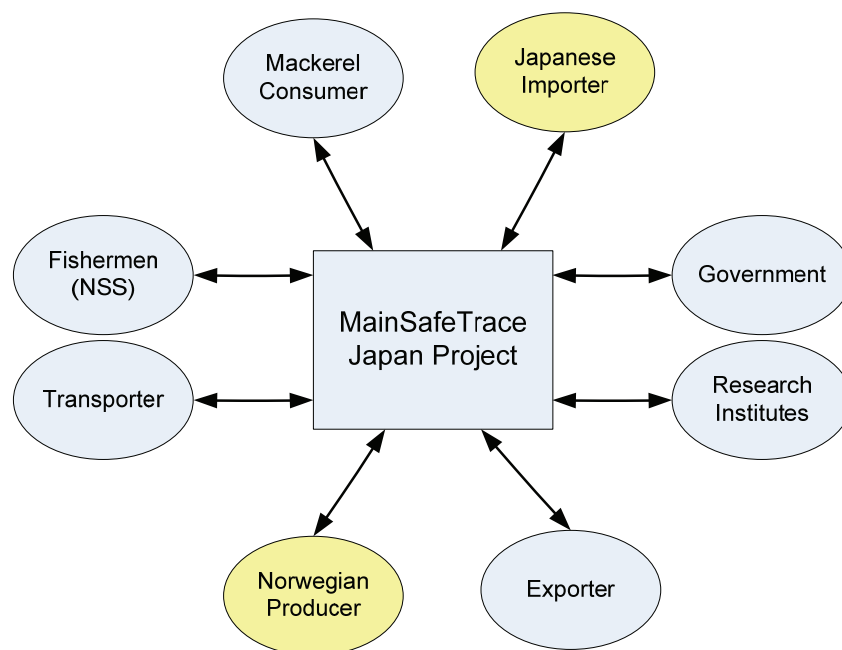 Mackerel
Consumer
Japanese
Importer
Fishermen
(NSS)
Government
MainSafeTrace
Japan Project
Transporter
Research
Institutes
Norwegian
Producer
Exporter